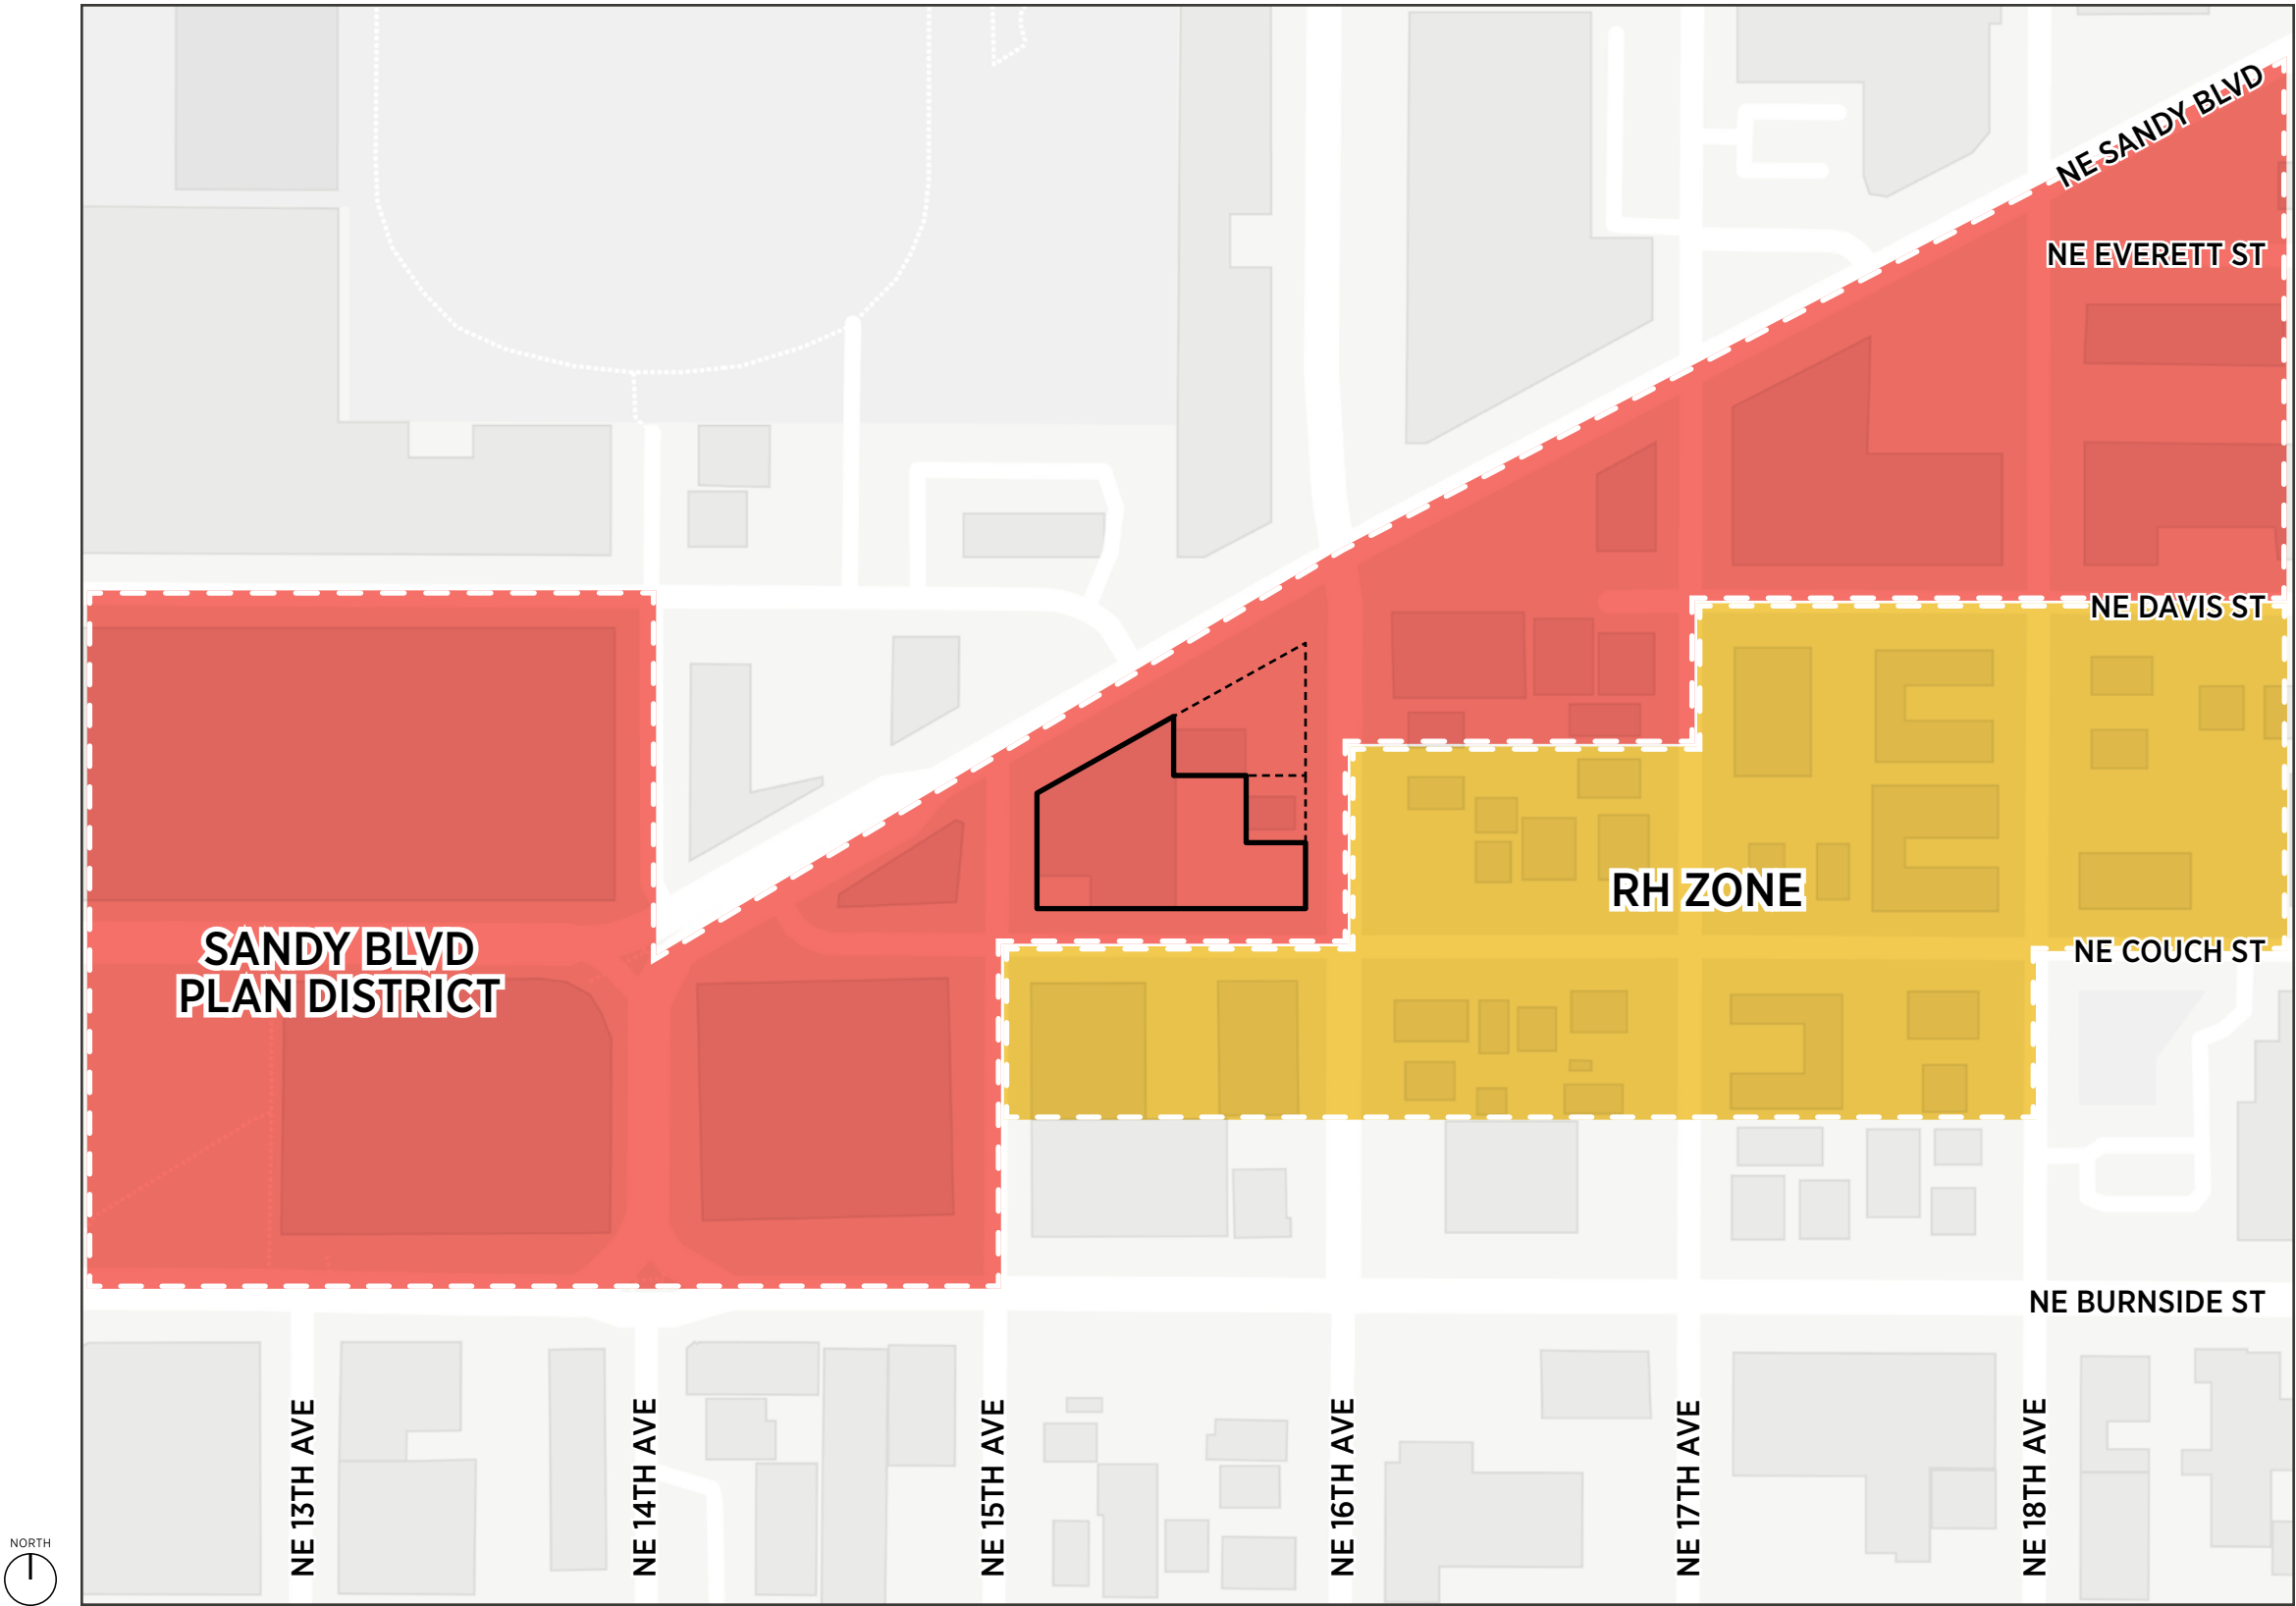 NE SANDY BLVD
NE EVERETT ST
NE DAVIS ST
RH ZONE
SANDY BLVD
PLAN DISTRICT
NE COUCH ST
NE BURNSIDE ST
NE 13TH AVE
NE 14TH AVE
NE 15TH AVE
NE 16TH AVE
NE 17TH AVE
NE 18TH AVE
NORTH